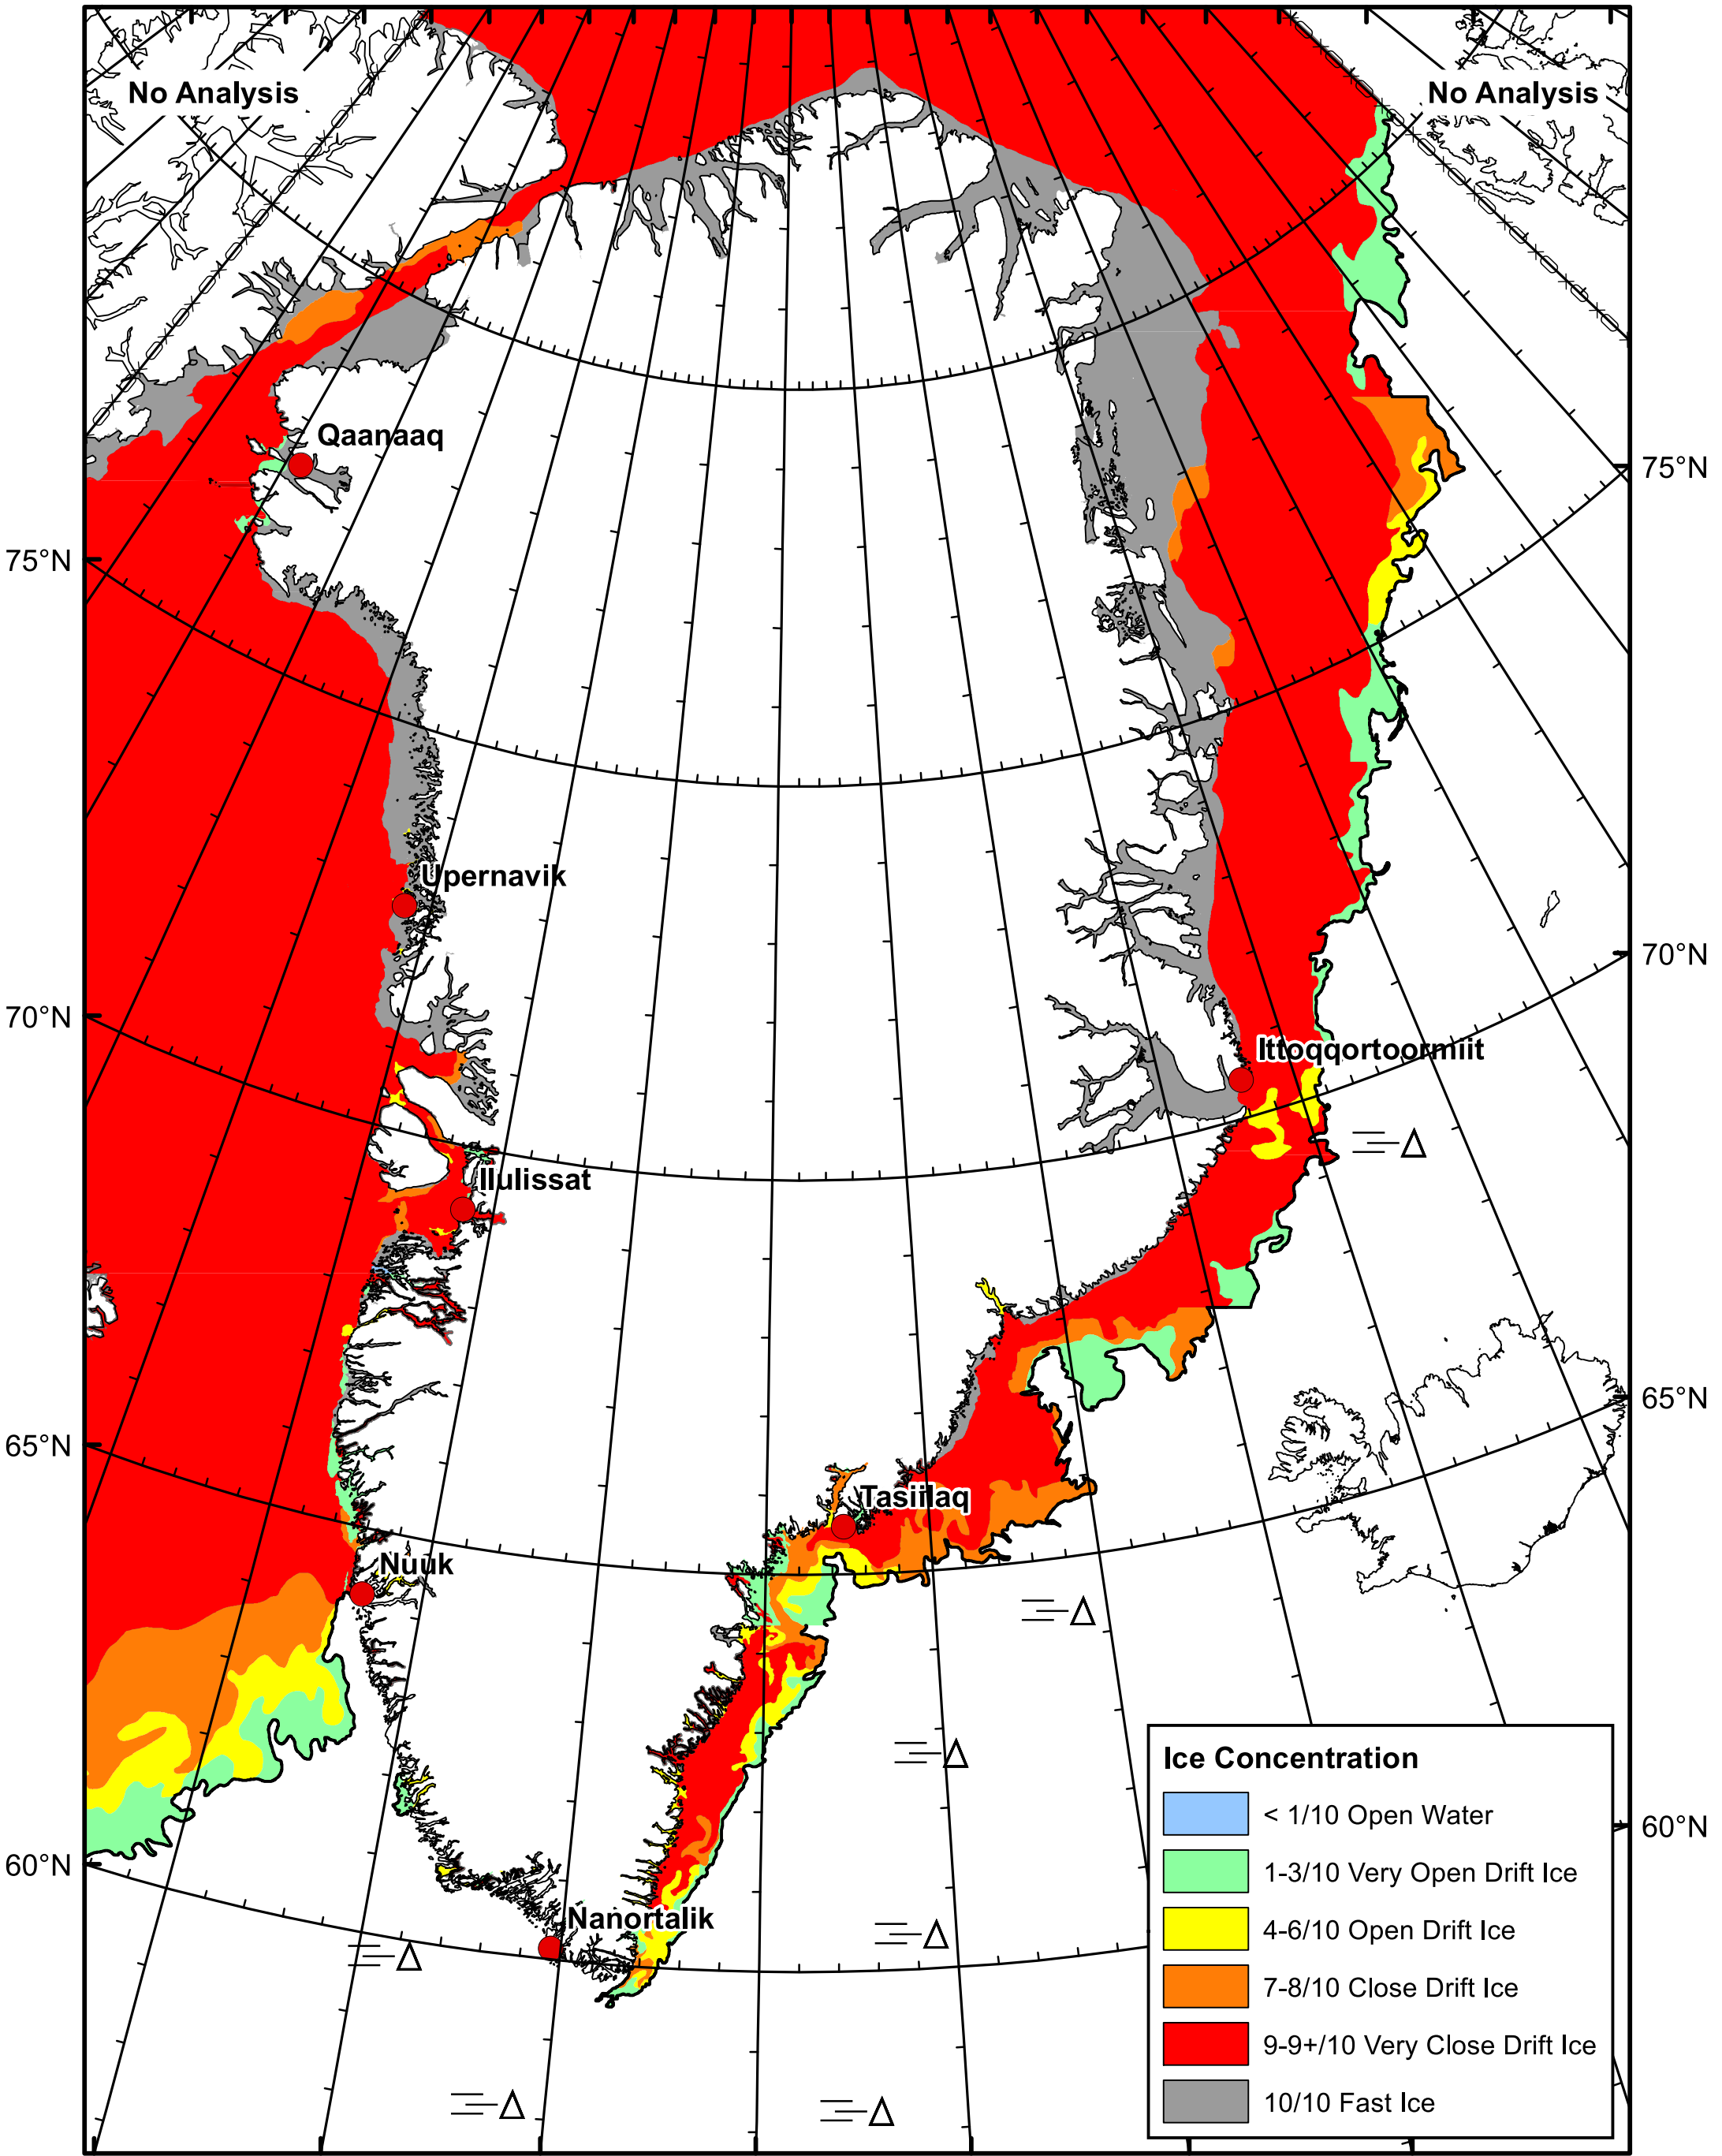 No Analysis
No Analysis
Qaanaaq
75°N
75°N
Upernavik
70°N
70°N
Ittoqqortoormiit
Ilulissat
65°N
65°N
Tasiilaq
Nuuk
Ice Concentration
< 1/10 Open Water
60°N
1-3/10 Very Open Drift Ice
60°N
Nanortalik
4-6/10 Open Drift Ice
7-8/10 Close Drift Ice
9-9+/10 Very Close Drift Ice
10/10 Fast Ice